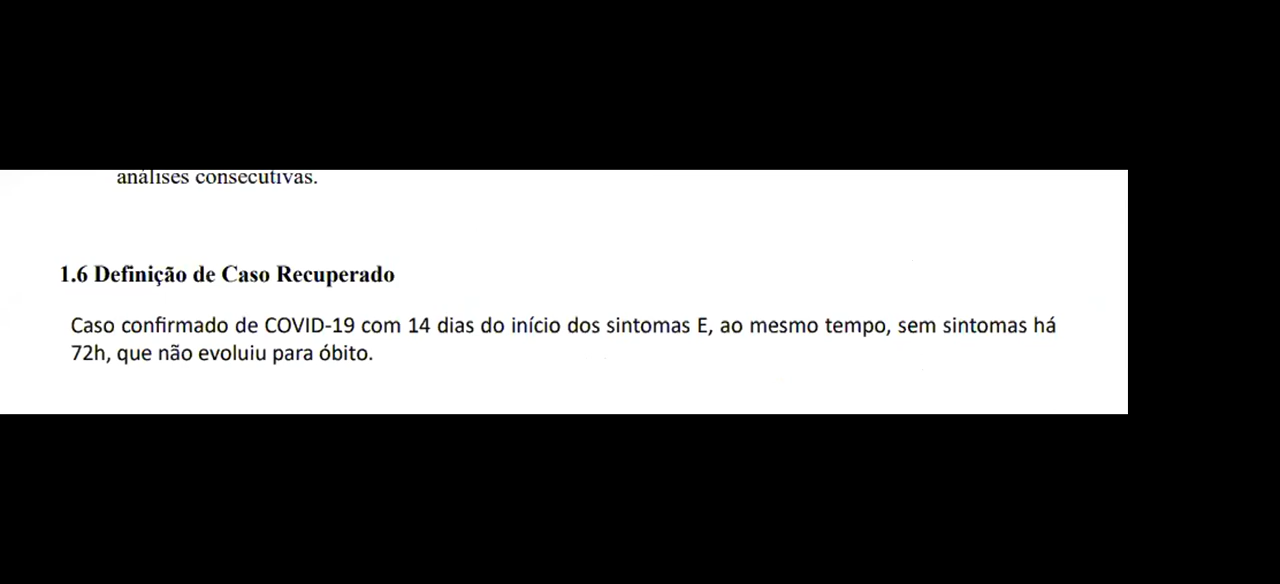 análises consecutivas.
1.6 Definição de Caso Recuperado
Caso confirmado de COVID-19 com 14 dias do início dos sintomas E, ao mesmo tempo, sem sintomas há
72h, que não evoluiu para óbito.